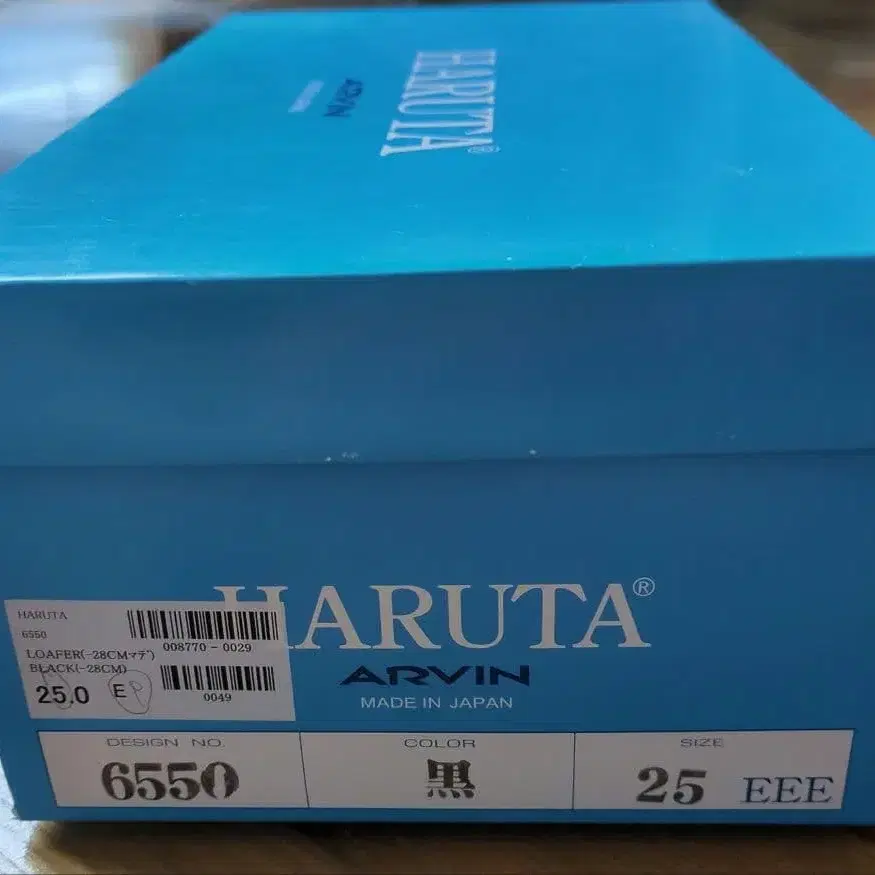 HARUTA®
ARVIN
HARUTA
6550
LOAFER(-28CMマデ)
BLACK(-28CM)
25.0 E
008770-0029
0049
HARUTA®
ARVIN
MADE IN JAPAN
DESIGN NO.
6550
COLOR
黒
SIZE
25 EEE